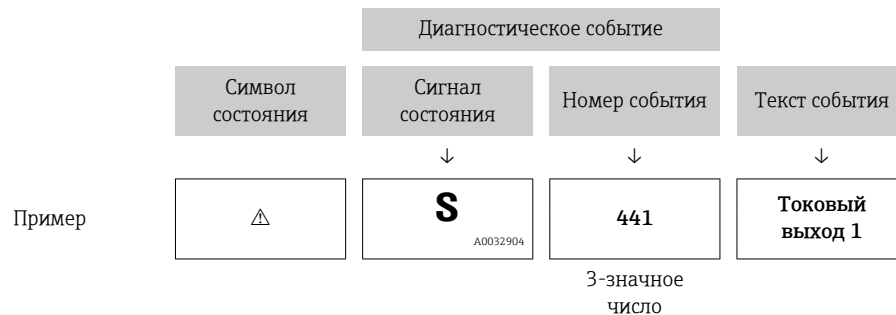 Диагностическое событие
Символ
состояния
Сигнал
состояния
Номер события
Текст события
↓ ↓ ↓
Пример
⚠
S
A0032904
441
Токовый
выход 1
3-значное
число